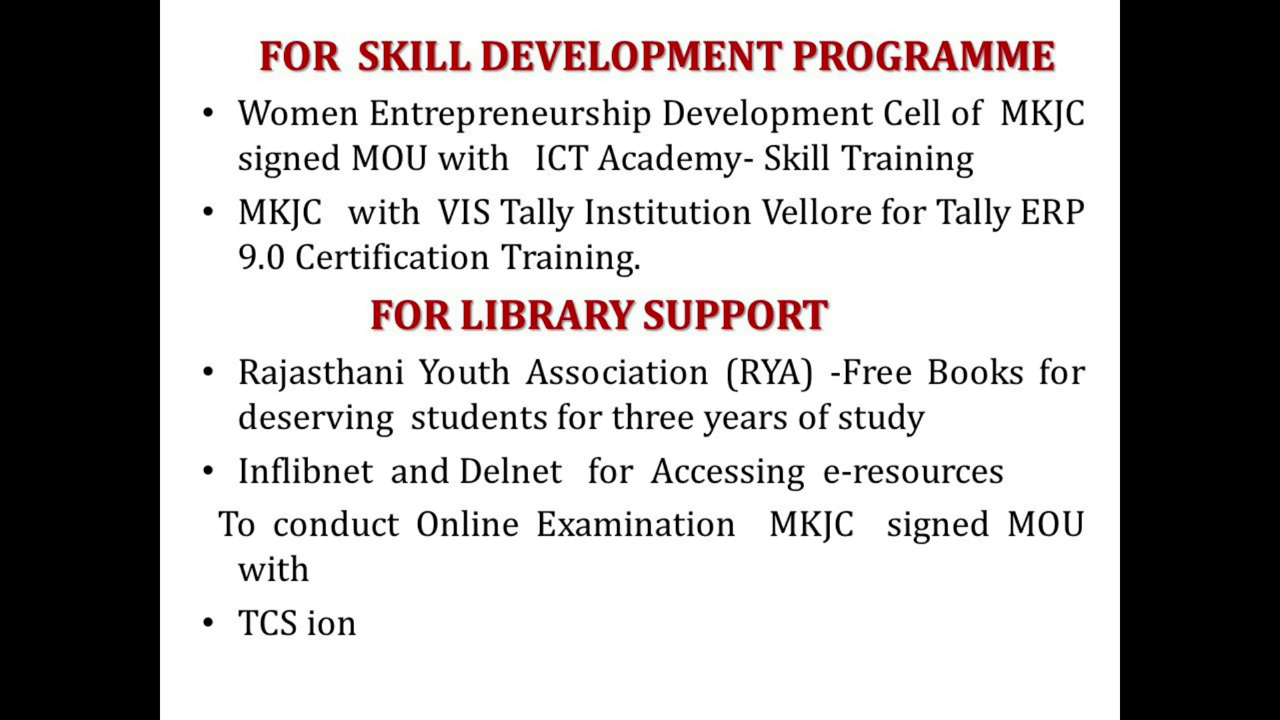 FOR SKILL DEVELOPMENT PROGRAMME
• Women Entrepreneurship Development Cell of MKJC
signed MOU with ICT Academy- Skill Training
• MKJC with VIS Tally Institution Vellore for Tally ERP
9.0 Certification Training.
FOR LIBRARY SUPPORT
• Rajasthani Youth Association (RYA) -Free Books for
deserving students for three years of study
• Inflibnet and Delnet for Accessing e-resources
To conduct Online Examination MKJC signed MOU
with
• TCS ion